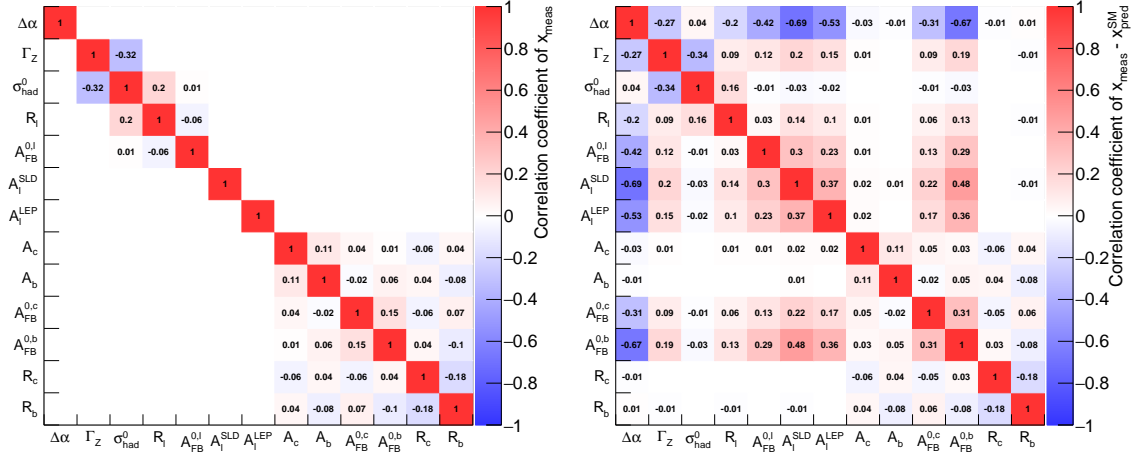 Δα 1
Γ_Z 1 -0.32
σ^0_had -0.32 1 0.2 0.01
R_l 0.2 1 -0.06
A^0,l_FB 0.01 -0.06 1
A^SLD_l 1
A^LEP_l 1
A_c 1 0.11 0.04 0.01 -0.06 0.04
A_b 0.11 1 -0.02 0.06 0.04 -0.08
A^0,c_FB 0.04 -0.02 1 0.15 -0.06 0.07
A^0,b_FB 0.01 0.06 0.15 1 0.04 -0.1
R_c -0.06 0.04 -0.06 0.04 1 -0.18
R_b 0.04 -0.08 0.07 -0.1 -0.18 1
Δα Γ_Z σ^0_had R_l A^0,l_FB A^SLD_l A^LEP_l A_c A_b A^0,c_FB A^0,b_FB R_c R_b
1
0.8
0.6
0.4
0.2
0
−0.2
−0.4
−0.6
−0.8
−1
Correlation coefficient of x_meas
Δα 1 -0.27 0.04 -0.2 -0.42 -0.69 -0.53 -0.03 -0.01 -0.31 -0.67 -0.01 0.01
Γ_Z -0.27 1 -0.34 0.09 0.12 0.2 0.15 0.01 0.09 0.19 -0.01
σ^0_had 0.04 -0.34 1 0.16 -0.01 -0.03 -0.02 -0.01 -0.03
R_l -0.2 0.09 0.16 1 0.03 0.14 0.1 0.01 0.06 0.13 -0.01
A^0,l_FB -0.42 0.12 -0.01 0.03 1 0.3 0.23 0.01 0.13 0.29
A^SLD_l -0.69 0.2 -0.03 0.14 0.3 1 0.37 0.02 0.01 0.22 0.48 -0.01
A^LEP_l -0.53 0.15 -0.02 0.1 0.23 0.37 1 0.02 0.17 0.36
A_c -0.03 0.01 0.01 0.01 0.02 0.02 1 0.11 0.05 0.03 -0.06 0.04
A_b -0.01 0.01 0.11 1 -0.02 0.05 0.04 -0.08
A^0,c_FB -0.31 0.09 -0.01 0.06 0.13 0.22 0.17 0.05 -0.02 1 0.31 -0.05 0.06
A^0,b_FB -0.67 0.19 -0.03 0.13 0.29 0.48 0.36 0.03 0.05 0.31 1 0.03 -0.08
R_c -0.01 -0.06 0.04 -0.05 0.03 1 -0.18
R_b 0.01 -0.01 -0.01 -0.01 0.04 -0.08 0.06 -0.08 -0.18 1
Δα Γ_Z σ^0_had R_l A^0,l_FB A^SLD_l A^LEP_l A_c A_b A^0,c_FB A^0,b_FB R_c R_b
1
0.8
0.6
0.4
0.2
0
−0.2
−0.4
−0.6
−0.8
−1
Correlation coefficient of x_meas - x^SM_pred